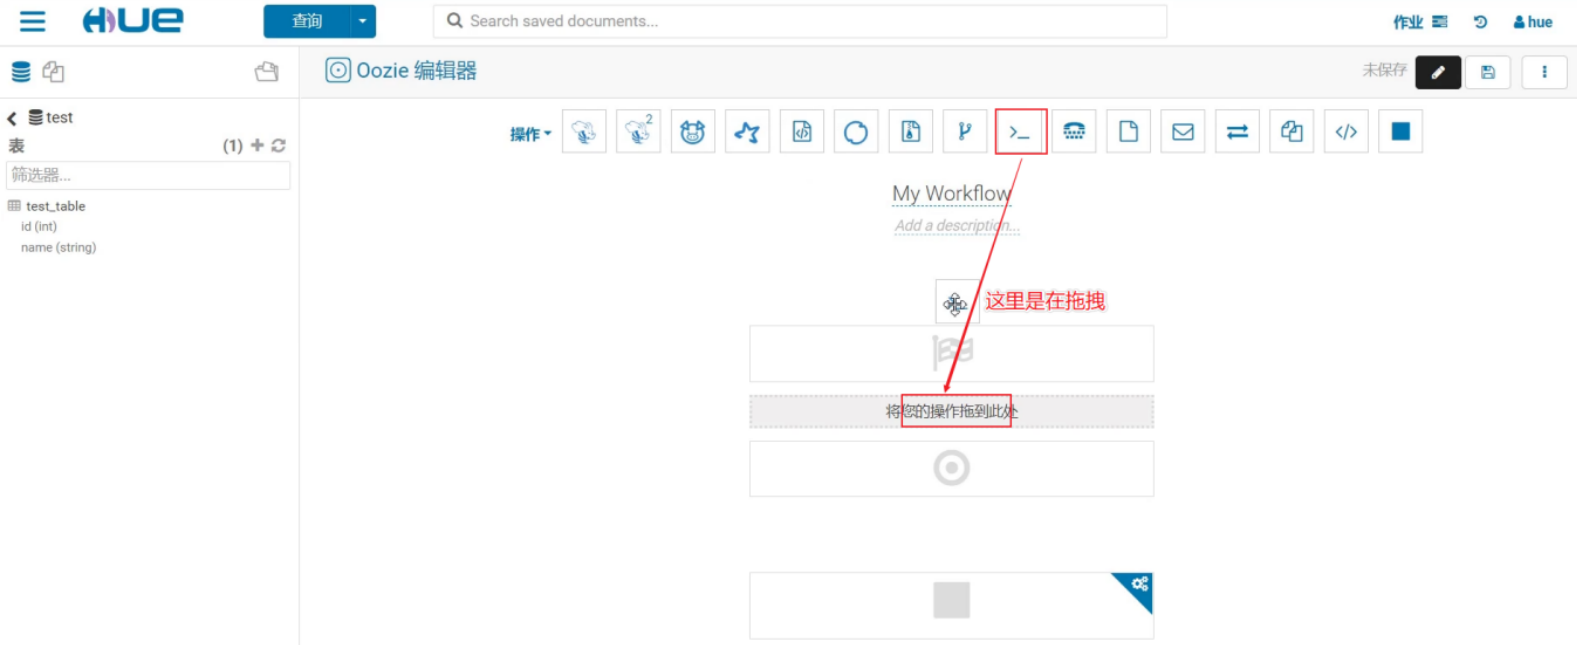 HUE
查询
Search saved documents...
作业
hue
Oozie 编辑器
未保存
test
表
(1)
筛选器...
test_table
id (int)
name (string)
操作
2
My Workflow
Add a description...
这里是在拖拽
将您的操作拖到此处